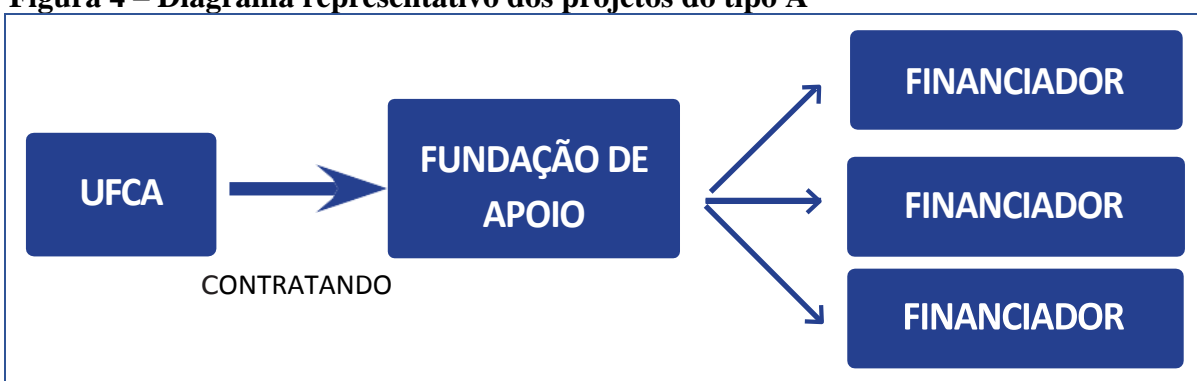 Figura 4 – Diagrama representativo dos projetos do tipo A
FINANCIADOR
FUNDAÇÃO DE
APOIO
UFCA
FINANCIADOR
CONTRATANDO
FINANCIADOR